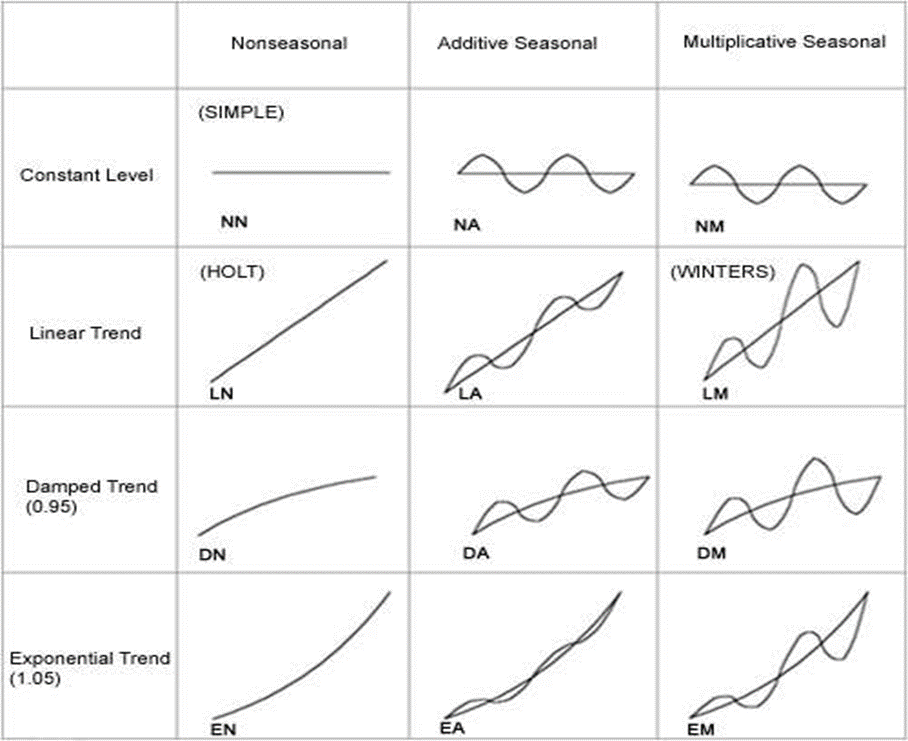 Nonseasonal
Additive Seasonal
Multiplicative Seasonal
Constant Level
(SIMPLE)
NN
NA
NM
Linear Trend
(HOLT)
LN
LA
(WINTERS)
LM
Damped Trend
(0.95)
DN
DA
DM
Exponential Trend
(1.05)
EN
EA
EM